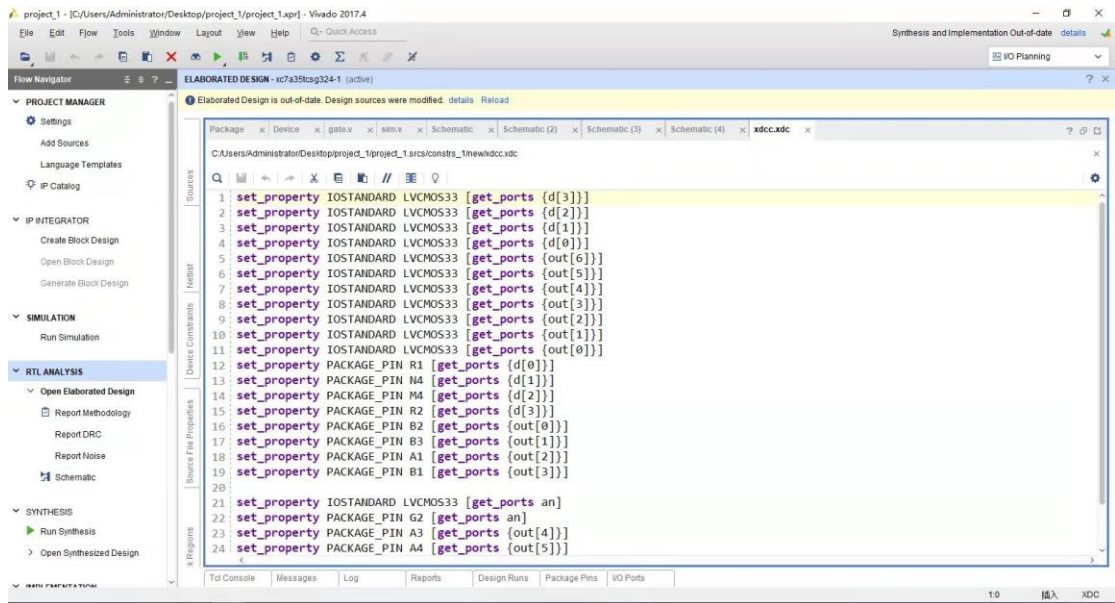 project_1 - [C:/Users/Administrator/Desktop/project_1/project_1.xpr] - Vivado 2017.4
File Edit Flow Tools Window Layout View Help Q- Quick Access
Synthesis and Implementation Out-of-date details
I/O Planning
Flow Navigator
ELABORATED DESIGN - xc7a35tcsg324-1 (active)
Elaborated Design is out-of-date. Design sources were modified. details Reload
PROJECT MANAGER
Settings
Add Sources
Language Templates
IP Catalog
IP INTEGRATOR
Create Block Design
Open Block Design
Generate Block Design
SIMULATION
Run Simulation
RTL ANALYSIS
Open Elaborated Design
Report Methodology
Report DRC
Report Noise
Schematic
SYNTHESIS
Run Synthesis
Open Synthesized Design
Sources
Netlist
Device Constraints
Source File Properties
Package Device gate.v sim.v Schematic Schematic (2) Schematic (3) Schematic (4) xdcc.xdc
C:/Users/Administrator/Desktop/project_1/project_1.srcs/constrs_1/new/xdcc.xdc
1 set_property IOSTANDARD LVCMOS33 [get_ports {d[3]}]
2 set_property IOSTANDARD LVCMOS33 [get_ports {d[2]}]
3 set_property IOSTANDARD LVCMOS33 [get_ports {d[1]}]
4 set_property IOSTANDARD LVCMOS33 [get_ports {d[0]}]
5 set_property IOSTANDARD LVCMOS33 [get_ports {out[6]}]
6 set_property IOSTANDARD LVCMOS33 [get_ports {out[5]}]
7 set_property IOSTANDARD LVCMOS33 [get_ports {out[4]}]
8 set_property IOSTANDARD LVCMOS33 [get_ports {out[3]}]
9 set_property IOSTANDARD LVCMOS33 [get_ports {out[2]}]
10 set_property IOSTANDARD LVCMOS33 [get_ports {out[1]}]
11 set_property IOSTANDARD LVCMOS33 [get_ports {out[0]}]
12 set_property PACKAGE_PIN R1 [get_ports {d[0]}]
13 set_property PACKAGE_PIN N4 [get_ports {d[1]}]
14 set_property PACKAGE_PIN M4 [get_ports {d[2]}]
15 set_property PACKAGE_PIN R2 [get_ports {d[3]}]
16 set_property PACKAGE_PIN B2 [get_ports {out[0]}]
17 set_property PACKAGE_PIN B3 [get_ports {out[1]}]
18 set_property PACKAGE_PIN A1 [get_ports {out[2]}]
19 set_property PACKAGE_PIN B1 [get_ports {out[3]}]
20
21 set_property IOSTANDARD LVCMOS33 [get_ports an]
22 set_property PACKAGE_PIN G2 [get_ports an]
23 set_property PACKAGE_PIN A3 [get_ports {out[4]}]
24 set_property PACKAGE_PIN A4 [get_ports {out[5]}]
Tcl Console Messages Log Reports Design Runs Package Pins I/O Ports
1:0 插入 XDC